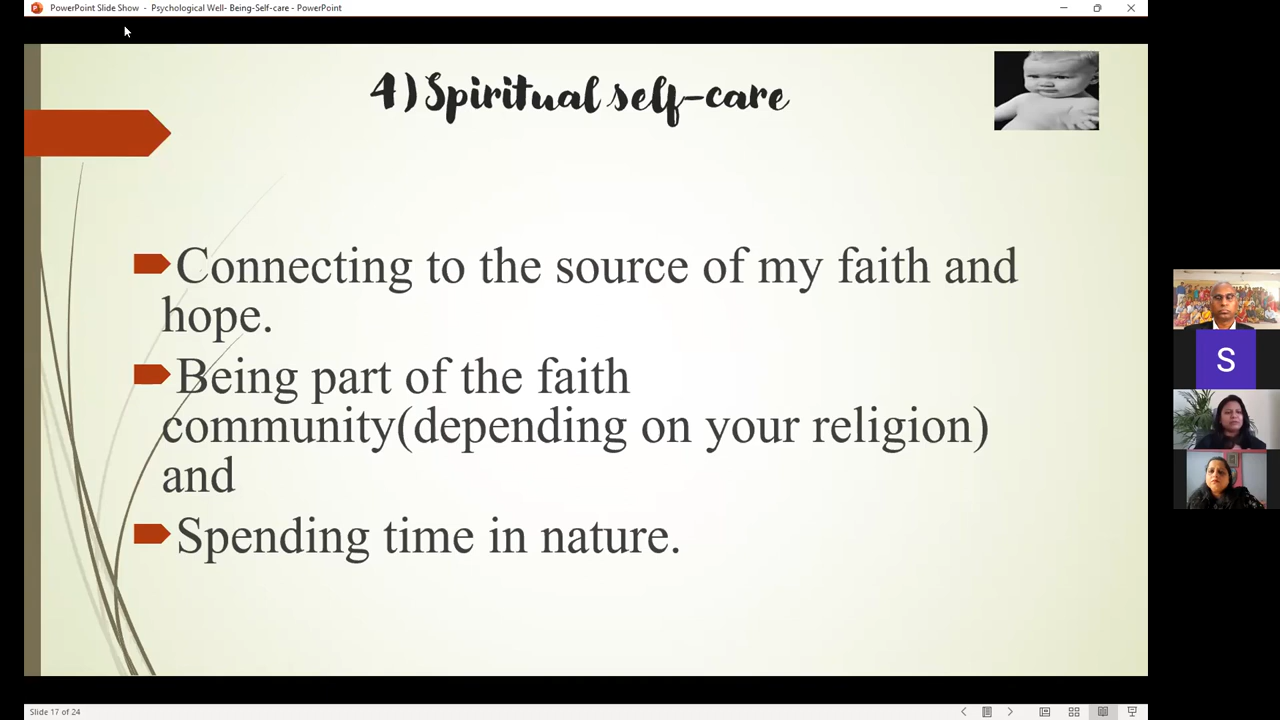 PowerPoint Slide Show - Psychological Well- Being-Self-care - PowerPoint
4) Spiritual self-care
Connecting to the source of my faith and
hope.
Being part of the faith
community(depending on your religion)
and
Spending time in nature.
S
Slide 17 of 24